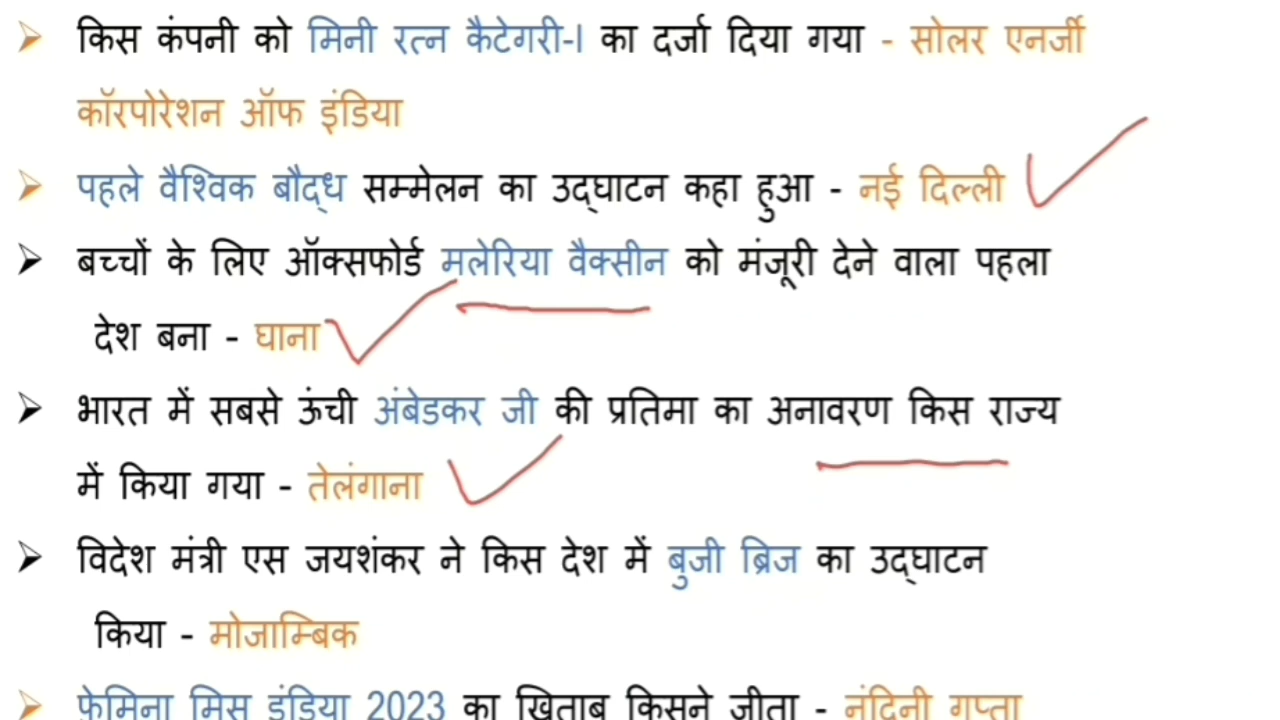 ➢ किस कंपनी को मिनी रत्न कैटेगरी-I का दर्जा दिया गया - सोलर एनर्जी
कॉरपोरेशन ऑफ इंडिया
➢ पहले वैश्विक बौद्ध सम्मेलन का उद्घाटन कहा हुआ - नई दिल्ली
➢ बच्चों के लिए ऑक्सफोर्ड मलेरिया वैक्सीन को मंजूरी देने वाला पहला
देश बना - घाना
➢ भारत में सबसे ऊंची अंबेडकर जी की प्रतिमा का अनावरण किस राज्य
में किया गया - तेलंगाना
➢ विदेश मंत्री एस जयशंकर ने किस देश में बुजी ब्रिज का उद्घाटन
किया - मोजाम्बिक
➢ फेमिना मिस इंडिया 2023 का खिताब किसने जीता - नंदिनी गुप्ता